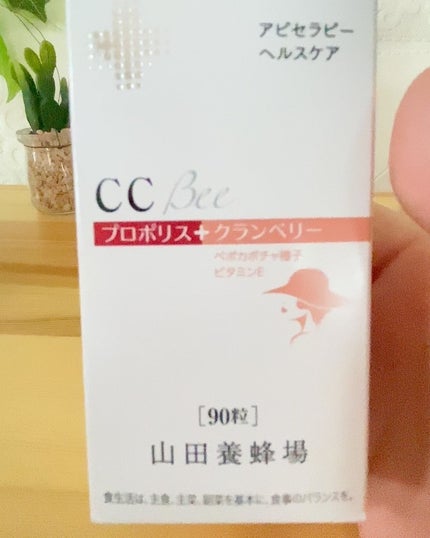 アピセラピー
ヘルスケア
CC Bee
プロポリス+クランベリー
ペポカボチャ種子
ビタミンE
[90粒]
山田養蜂場
食生活は、主食、主菜、副菜を基本に、食事のバランスを。